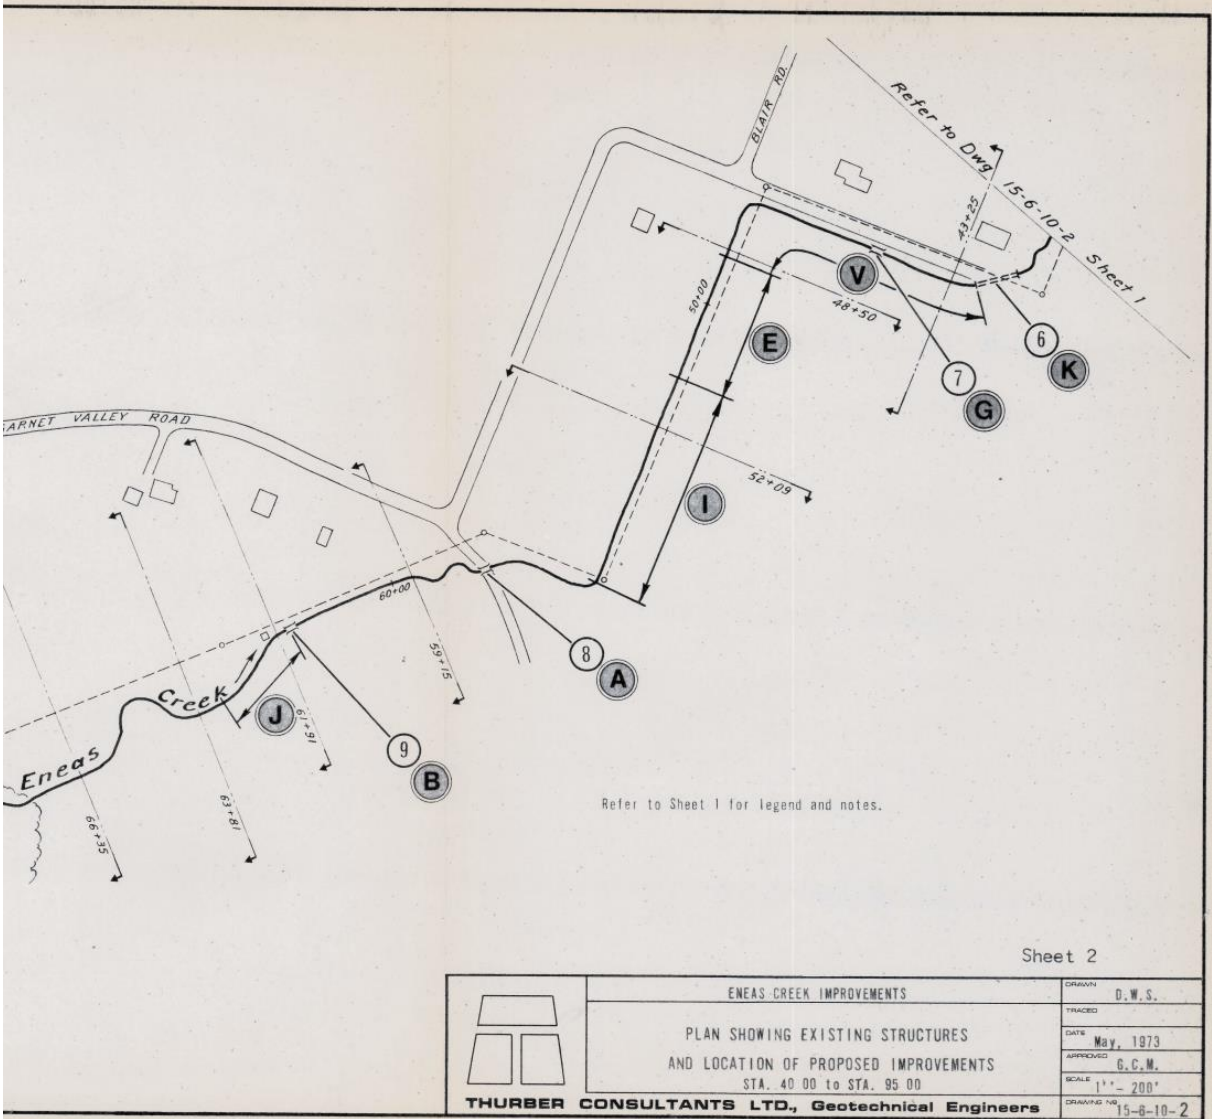 BLAIR RD.
Refer to Dwg 15-6-10-2 Sheet 1
43+25
V
48+50
50+00
E
6
K
7
G
GARNET VALLEY ROAD
52+09
I
60+00
59+15
8
A
Creek
J
61+91
9
B
Eneas
63+81
66+35
Refer to Sheet 1 for legend and notes.
Sheet 2
ENEAS CREEK IMPROVEMENTS
PLAN SHOWING EXISTING STRUCTURES
AND LOCATION OF PROPOSED IMPROVEMENTS
STA. 40 00 to STA. 95 00
THURBER CONSULTANTS LTD., Geotechnical Engineers
DRAWN D.W.S.
TRACED
DATE May, 1973
APPROVED G.C.M.
SCALE 1''- 200'
DRAWING NO 15-6-10-2